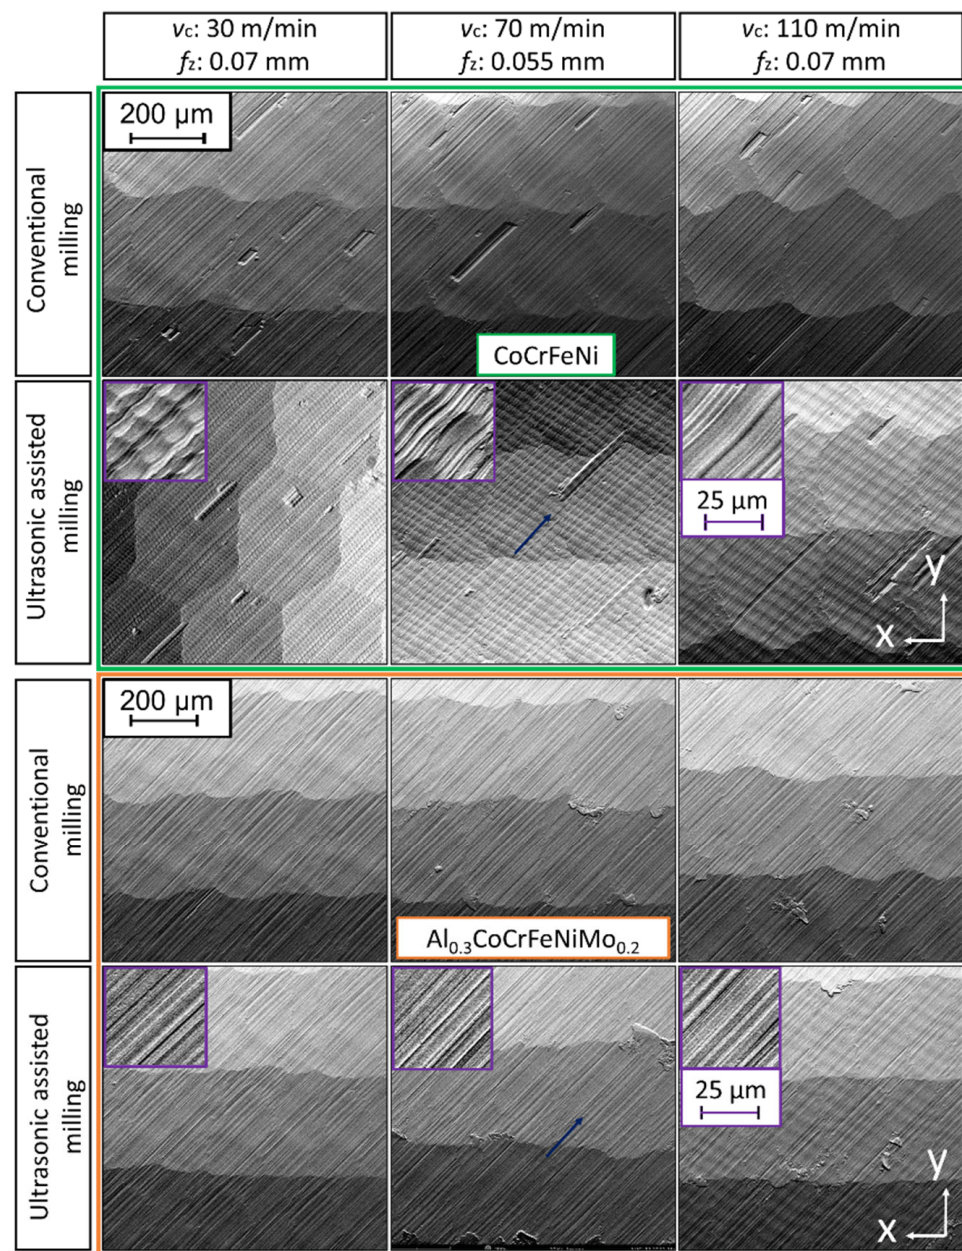 vc: 30 m/min
fz: 0.07 mm
vc: 70 m/min
fz: 0.055 mm
vc: 110 m/min
fz: 0.07 mm
Conventional
milling
200 µm
CoCrFeNi
Ultrasonic assisted
milling
25 µm
y
x
Conventional
milling
200 µm
Al0.3CoCrFeNiMo0.2
Ultrasonic assisted
milling
25 µm
y
x